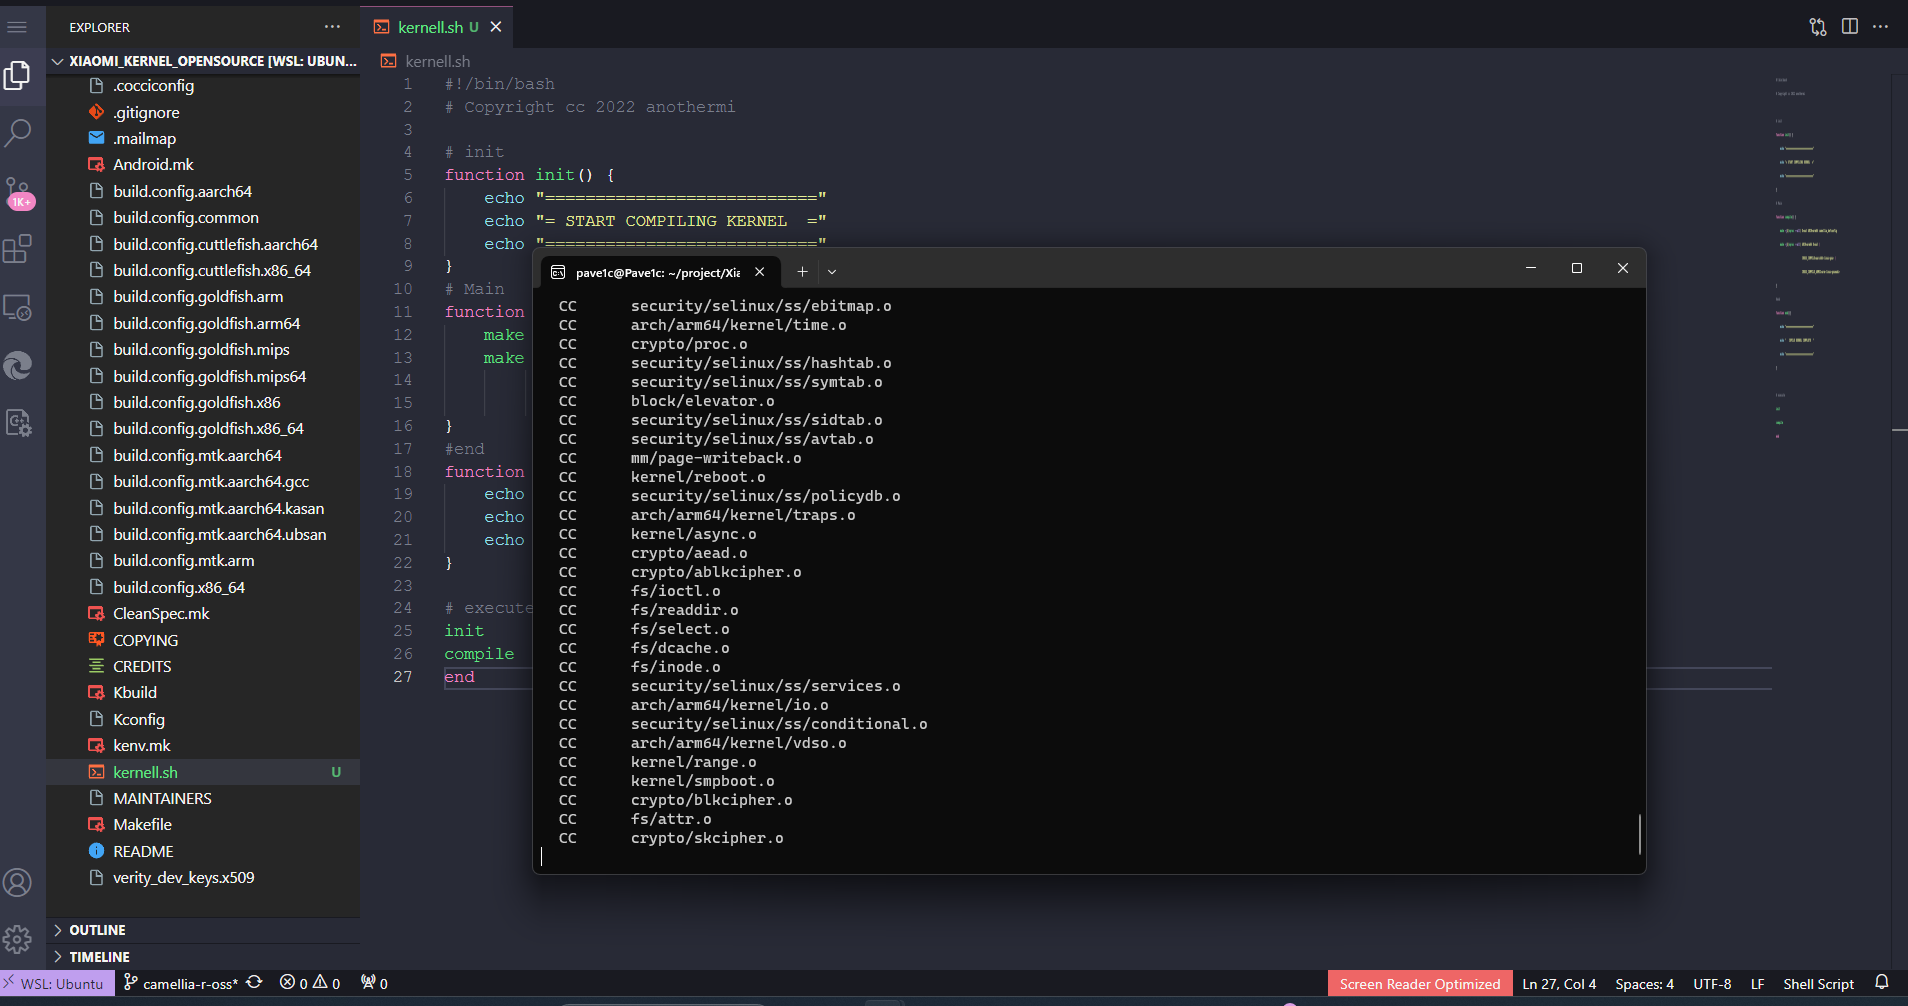 EXPLORER
XIAOMI_KERNEL_OPENSOURCE [WSL: UBUN...
.cocciconfig
.gitignore
.mailmap
Android.mk
build.config.aarch64
build.config.common
build.config.cuttlefish.aarch64
build.config.cuttlefish.x86_64
build.config.goldfish.arm
build.config.goldfish.arm64
build.config.goldfish.mips
build.config.goldfish.mips64
build.config.goldfish.x86
build.config.goldfish.x86_64
build.config.mtk.aarch64
build.config.mtk.aarch64.gcc
build.config.mtk.aarch64.kasan
build.config.mtk.aarch64.ubsan
build.config.mtk.arm
build.config.x86_64
CleanSpec.mk
COPYING
CREDITS
Kbuild
Kconfig
kenv.mk
kernell.sh U
MAINTAINERS
Makefile
README
verity_dev_keys.x509
OUTLINE
TIMELINE
1K+
kernell.sh U
kernell.sh
1 #!/bin/bash
2 # Copyright cc 2022 anothermi
3
4 # init
5 function init() {
6 echo "==========================="
7 echo "= START COMPILING KERNEL  ="
8 echo "==========================="
9 }
10 # Main
11 function
12 make
13 make
14
15
16 }
17 #end
18 function
19 echo
20 echo
21 echo
22 }
23
24 # execute
25 init
26 compile
27 end
pave1c@Pave1c: ~/project/Xia
CC security/selinux/ss/ebitmap.o
CC arch/arm64/kernel/time.o
CC crypto/proc.o
CC security/selinux/ss/hashtab.o
CC security/selinux/ss/symtab.o
CC block/elevator.o
CC security/selinux/ss/sidtab.o
CC security/selinux/ss/avtab.o
CC mm/page-writeback.o
CC kernel/reboot.o
CC security/selinux/ss/policydb.o
CC arch/arm64/kernel/traps.o
CC kernel/async.o
CC crypto/aead.o
CC crypto/ablkcipher.o
CC fs/ioctl.o
CC fs/readdir.o
CC fs/select.o
CC fs/dcache.o
CC fs/inode.o
CC security/selinux/ss/services.o
CC arch/arm64/kernel/io.o
CC security/selinux/ss/conditional.o
CC arch/arm64/kernel/vdso.o
CC kernel/range.o
CC kernel/smpboot.o
CC crypto/blkcipher.o
CC fs/attr.o
CC crypto/skcipher.o
WSL: Ubuntu camellia-r-oss* 0 0 0 Screen Reader Optimized Ln 27, Col 4 Spaces: 4 UTF-8 LF Shell Script